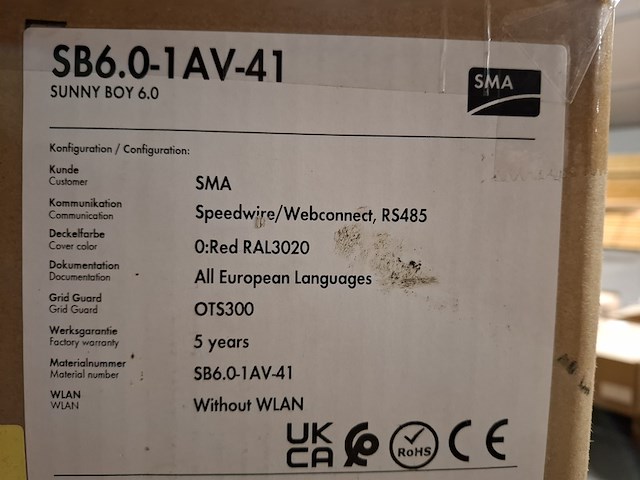 SB6.0-1AV-41
SUNNY BOY 6.0
SMA
Konfiguration / Configuration:
Kunde
Customer
SMA
Kommunikation
Communication
Speedwire/Webconnect, RS485
Deckelfarbe
Cover color
0:Red RAL3020
Dokumentation
Documentation
All European Languages
Grid Guard
Grid Guard
OTS300
Werksgarantie
Factory warranty
5 years
Materialnummer
Material number
SB6.0-1AV-41
WLAN
WLAN
Without WLAN
UK
CA
RoHS
CE